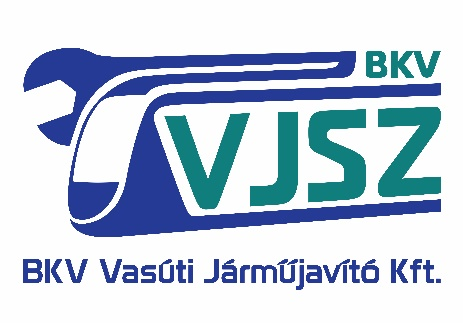 BKV
VJSZ
BKV Vasúti Járműjavító Kft.